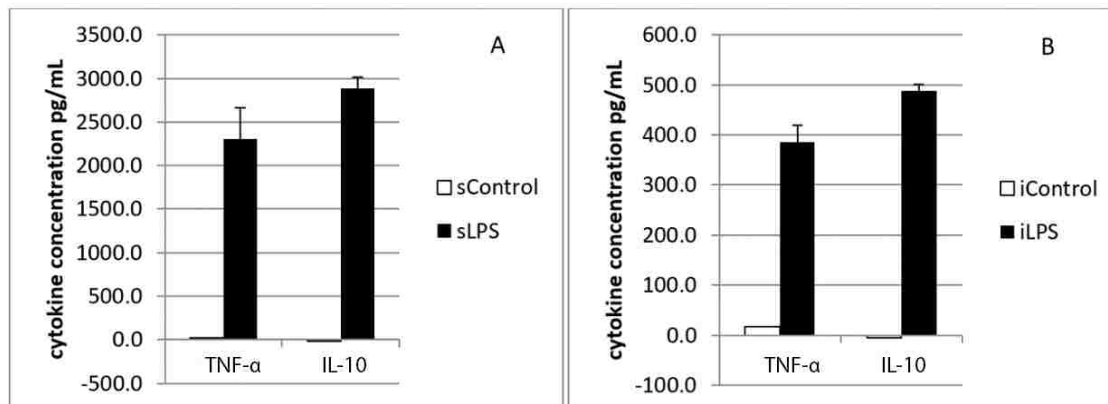 A
cytokine concentration pg/mL
3500.0
3000.0
2500.0
2000.0
1500.0
1000.0
500.0
0.0
-500.0
TNF-α IL-10
sControl
sLPS
B
cytokine concentration pg/mL
600.0
500.0
400.0
300.0
200.0
100.0
0.0
-100.0
TNF-α IL-10
iControl
iLPS